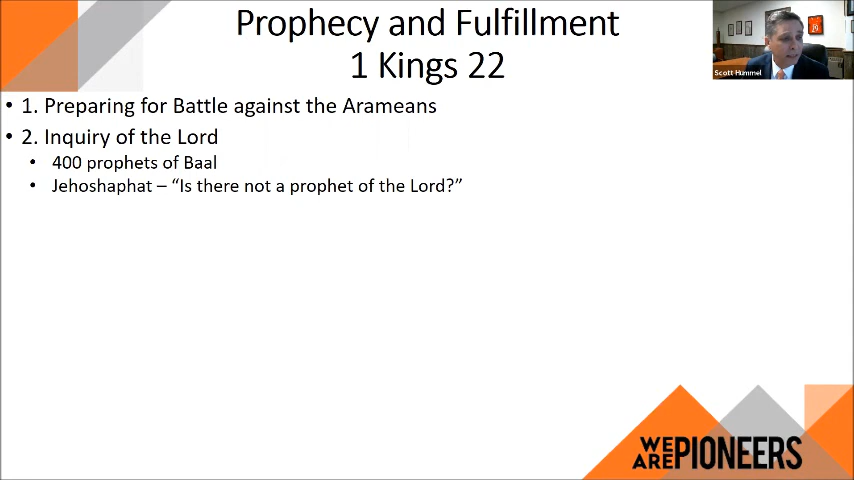 Prophecy and Fulfillment
1 Kings 22
Scott Hummel
• 1. Preparing for Battle against the Arameans
• 2. Inquiry of the Lord
• 400 prophets of Baal
• Jehoshaphat – “Is there not a prophet of the Lord?”
WE ARE PIONEERS